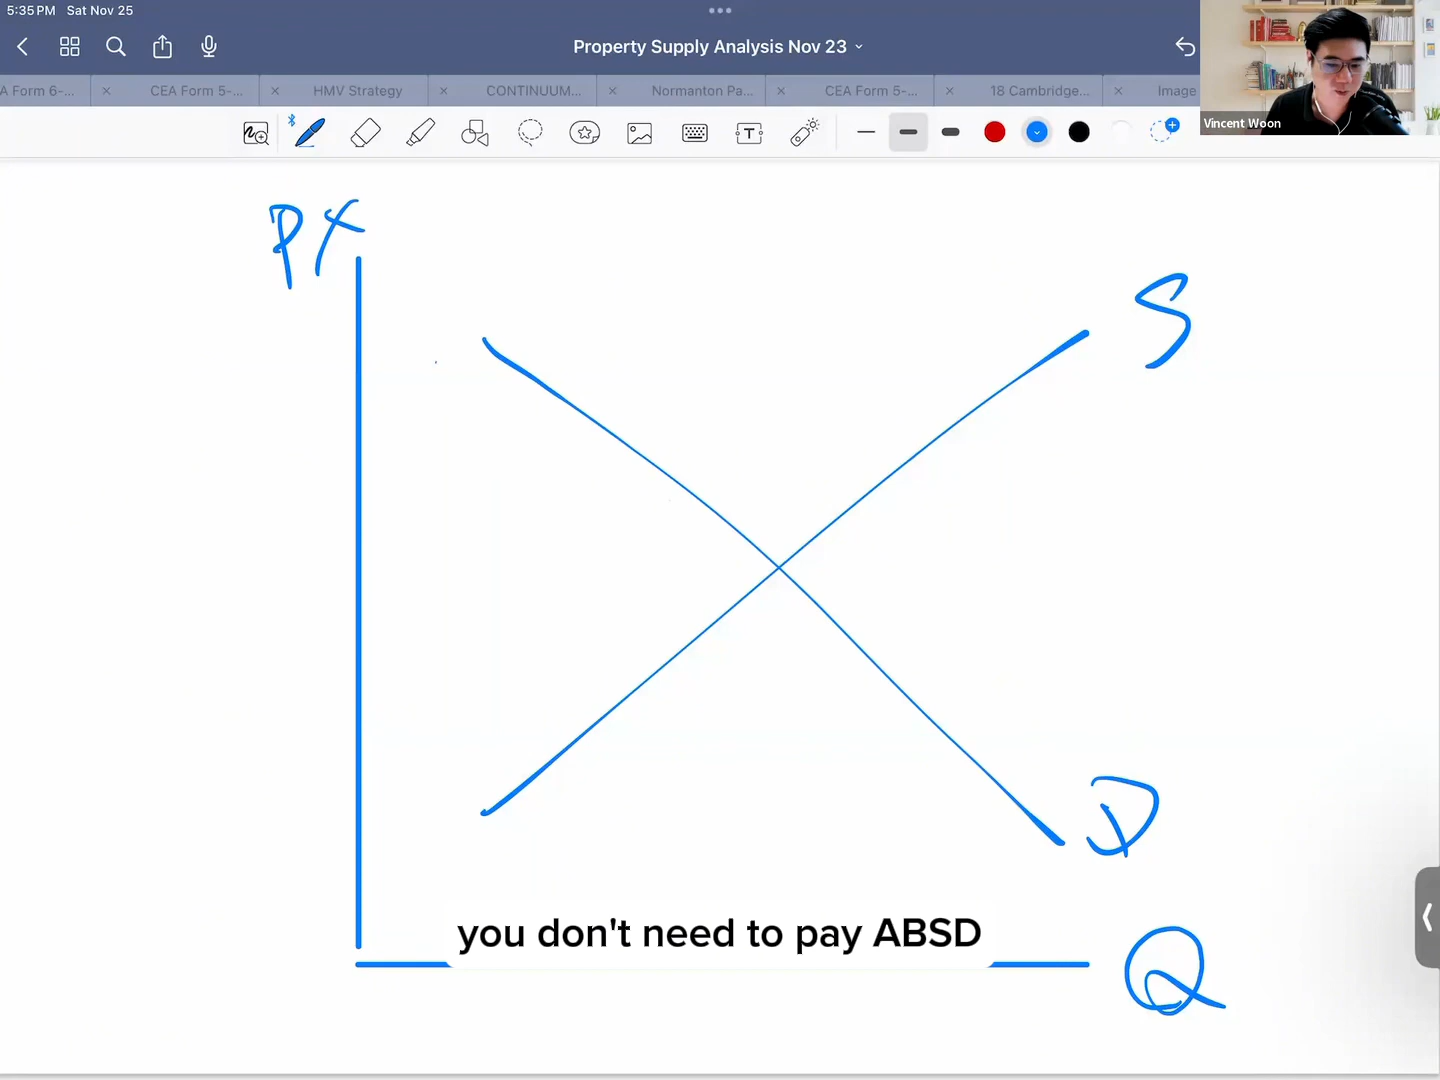 5:35 PM Sat Nov 25
Property Supply Analysis Nov 23
A Form 6-...
CEA Form 5-...
HMV Strategy
CONTINUUM...
Normanton Pa...
CEA Form 5-...
18 Cambridge...
Image
Vincent Woon
T
PX
S
D
you don't need to pay ABSD
Q